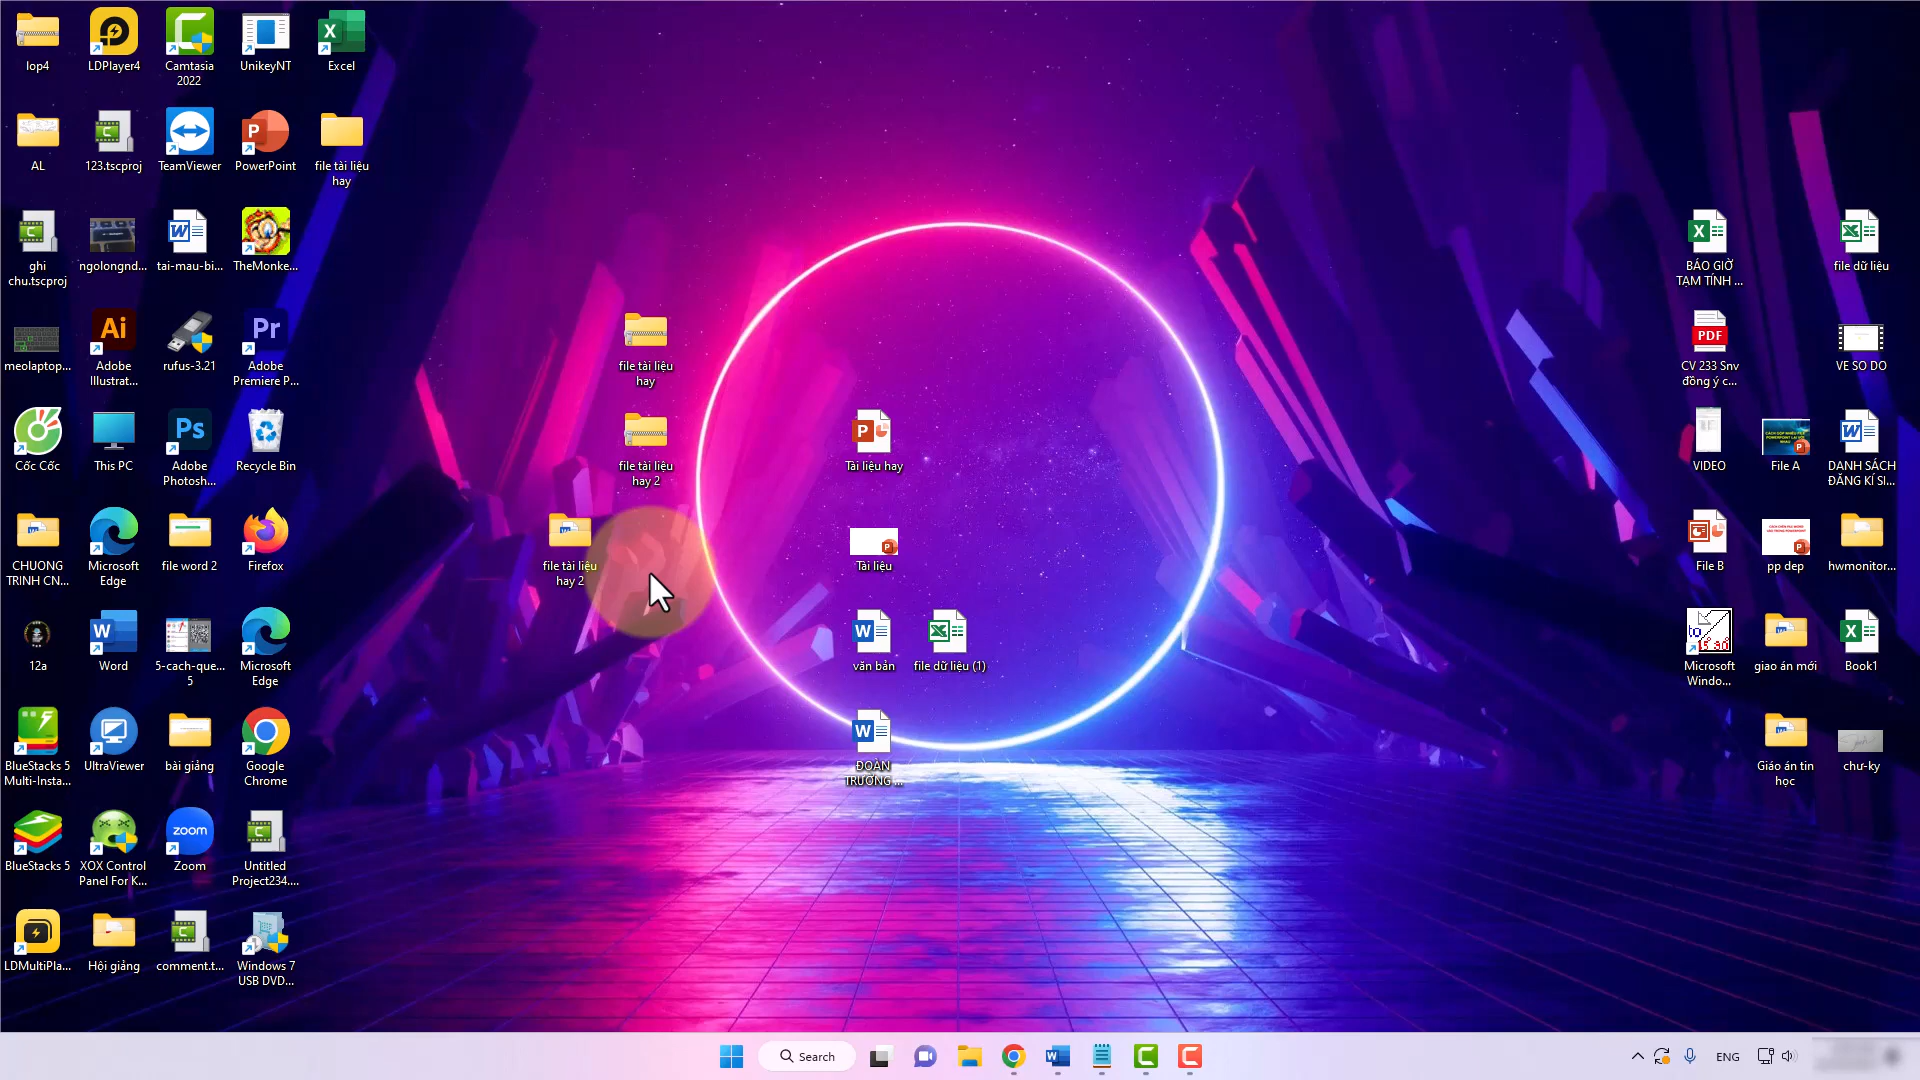 lop4
LDPlayer4
Camtasia
2022
UnikeyNT
Excel
AL
123.tscproj
TeamViewer
PowerPoint
file tài liệu
hay
ghi
chu.tscproj
ngolongnd...
tai-mau-bi...
TheMonke...
BÁO GIỜ
TẠM TÍNH ...
file dữ liệu
meolaptop...
Adobe
Illustrat...
rufus-3.21
Adobe
Premiere P...
file tài liệu
hay
CV 233 Snv
đồng ý c...
VE SO DO
Cốc Cốc
This PC
Adobe
Photosh...
Recycle Bin
file tài liệu
hay 2
Tài liệu hay
VIDEO
File A
DANH SÁCH
ĐĂNG KÍ SI...
CHUONG
TRINH CN...
Microsoft
Edge
file word 2
Firefox
file tài liệu
hay 2
Tài liệu
File B
pp dep
hwmonitor...
12a
Word
5-cach-que...
5
Microsoft
Edge
văn bản
file dữ liệu (1)
Microsoft
Windo...
giao án mới
Book1
BlueStacks 5
Multi-Insta...
UltraViewer
bài giảng
Google
Chrome
ĐOÀN
TRƯỜNG ...
Giáo án tin
học
chư-ky
BlueStacks 5
XOX Control
Panel For K...
zoom
Zoom
Untitled
Project234....
LDMultiPla...
Hội giảng
comment.t...
Windows 7
USB DVD...
Search
ENG
PDF
Ai
Pr
Ps